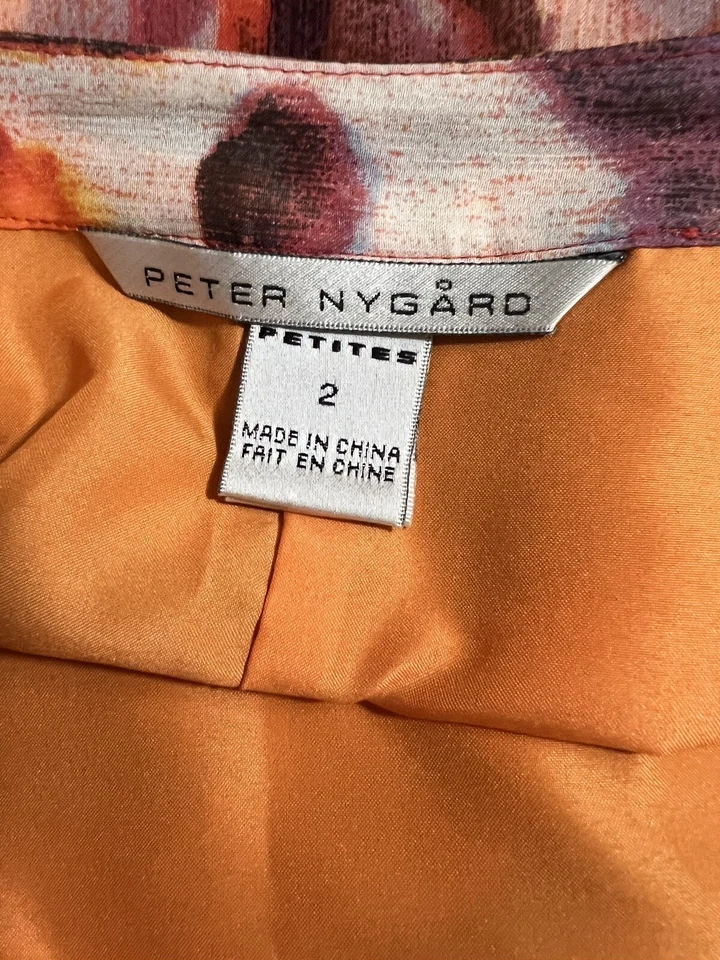 PETER NYGÅRD
PETITES
2
MADE IN CHINA
FAIT EN CHINE